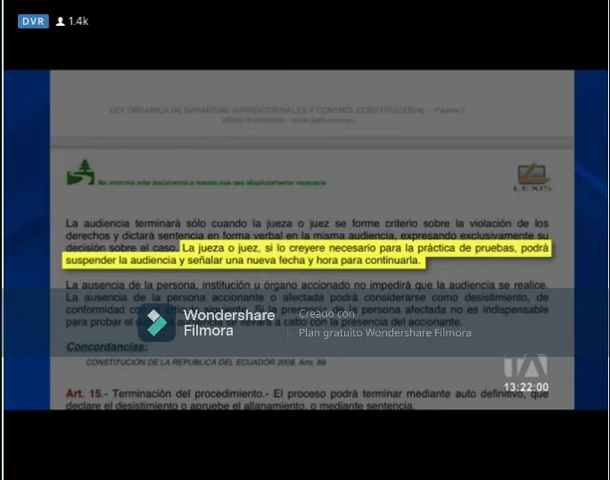 DVR 1.4k
LEY ORGANICA DE GARANTIAS JURISDICCIONALES Y CONTROL CONSTITUCIONAL - Página 7
No imprima este documento a menos que sea absolutamente necesario
LEXIS
La audiencia terminará sólo cuando la jueza o juez se forme criterio sobre la violación de los
derechos y dictará sentencia en forma verbal en la misma audiencia, expresando exclusivamente su
decisión sobre el caso. La jueza o juez, si lo creyere necesario para la práctica de pruebas, podrá
suspender la audiencia y señalar una nueva fecha y hora para continuarla.
La ausencia de la persona, institución u órgano accionado no impedirá que la audiencia se realice.
La ausencia de la persona accionante o afectada podrá considerarse como desistimiento, de
conformidad con Si la presencia de la persona afectada no es indispensable
para probar el llevará a cabo con la presencia del accionante.
Wondershare
Filmora
Creado con
Plan gratuito Wondershare Filmora
Concordancias:
CONSTITUCION DE LA REPUBLICA DEL ECUADOR 2008, Arts. 86
Art. 15.- Terminación del procedimiento.- El proceso podrá terminar mediante auto definitivo, que
declare el desistimiento o apruebe el allanamiento, o mediante sentencia.
13:22:00